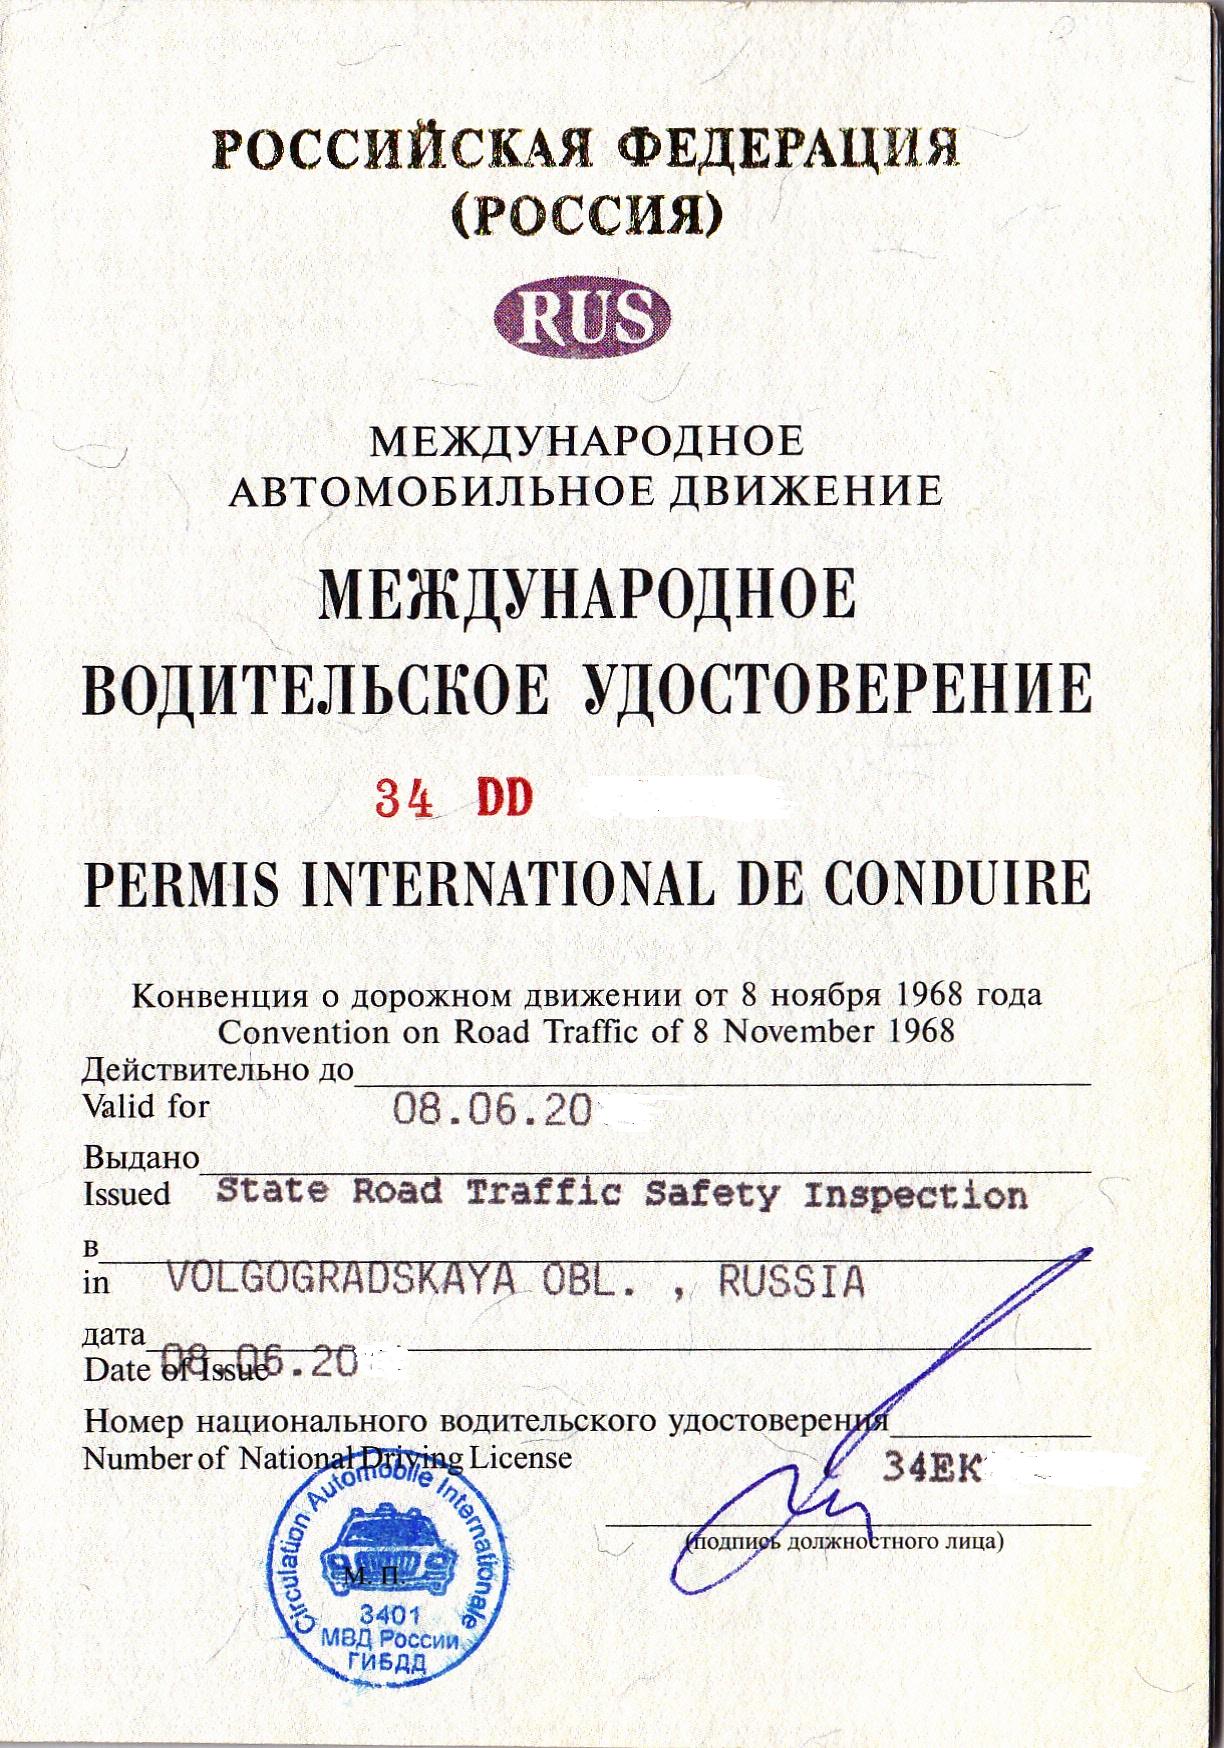 РОССИЙСКАЯ ФЕДЕРАЦИЯ
(РОССИЯ)
RUS
МЕЖДУНАРОДНОЕ
АВТОМОБИЛЬНОЕ ДВИЖЕНИЕ
МЕЖДУНАРОДНОЕ
ВОДИТЕЛЬСКОЕ УДОСТОВЕРЕНИЕ
34 DD
PERMIS INTERNATIONAL DE CONDUIRE
Конвенция о дорожном движении от 8 ноября 1968 года
Convention on Road Traffic of 8 November 1968
Действительно до
Valid for 08.06.20
Выдано
Issued State Road Traffic Safety Inspection
в
in VOLGOGRADSKAYA OBL. , RUSSIA
дата
Date of Issue 08.06.20
Номер национального водительского удостоверения
Number of National Driving License 34EK
(подпись должностного лица)
Circulation Automobile Internationale
М. П.
3401
МВД России
ГИБДД